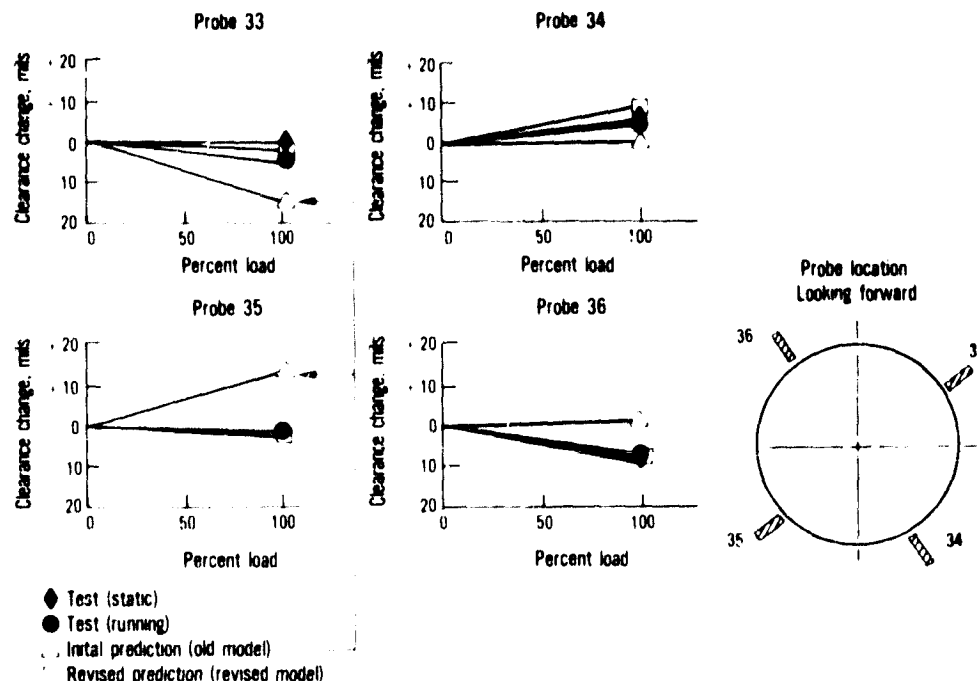 Probe 33
Clearance change, mils
+ 20
+ 10
0
10
20
0
50
100
Percent load
Probe 34
Clearance change, mils
+ 20
+ 10
0
10
20
0
50
100
Percent load
Probe 35
Clearance change, mils
+ 20
+ 10
0
10
20
0
50
100
Percent load
Probe 36
Clearance change, mils
+ 20
+ 10
0
10
20
0
50
100
Percent load
Probe location
Looking forward
36
3
35
34
Test (static)
Test (running)
Inital prediction (old model)
Revised prediction (revised model)